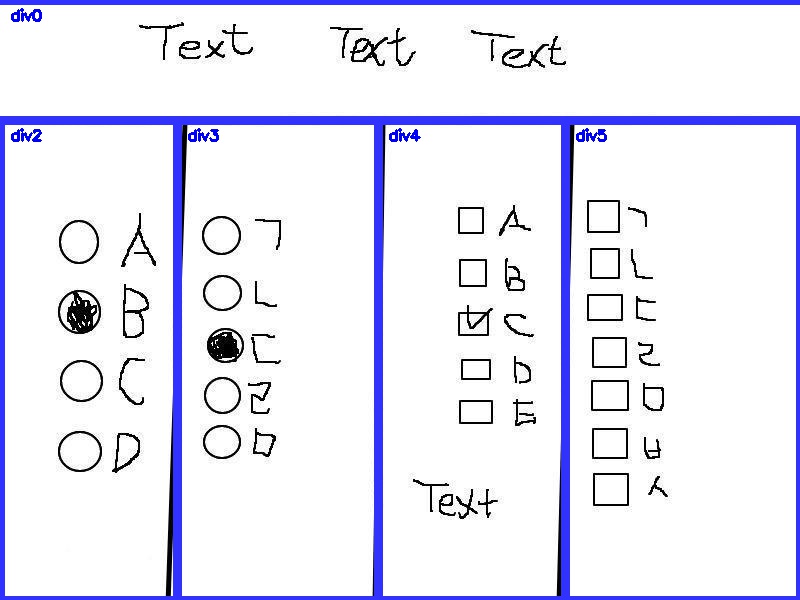 div0
Text Text Text
div2
A
B
C
D
div3
ㄱ
ㄴ
ㄷ
ㄹ
ㅁ
div4
A
B
C
D
E
Text
div5
ㄱ
ㄴ
ㄷ
ㄹ
ㅁ
ㅂ
ㅅ